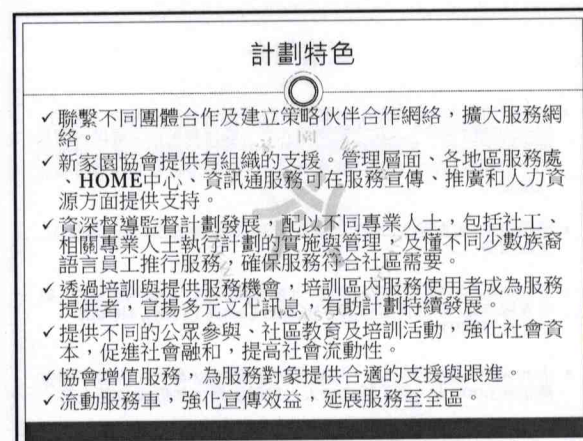 計劃特色
✓聯繫不同團體合作及建立策略伙伴合作網絡，擴大服務網
絡。
✓新家園協會提供有組織的支援。管理層面、各地區服務處
、HOME中心、資訊通服務可在服務宣傳、推廣和人力資
源方面提供支持。
✓資深督導監督計劃發展，配以不同專業人士，包括社工、
相關專業人士執行計劃的實施與管理，及懂不同少數族裔
語言員工推行服務，確保服務符合社區需要。
✓透過培訓與提供服務機會，培訓區內服務使用者成為服務
提供者，宣揚多元文化訊息，有助計劃持續發展。
✓提供不同的公眾參與、社區教育及培訓活動，強化社會資
本，促進社會融和，提高社會流動性。
✓協會增值服務，為服務對象提供合適的支援與跟進。
✓流動服務車，強化宣傳效益，延展服務至全區。